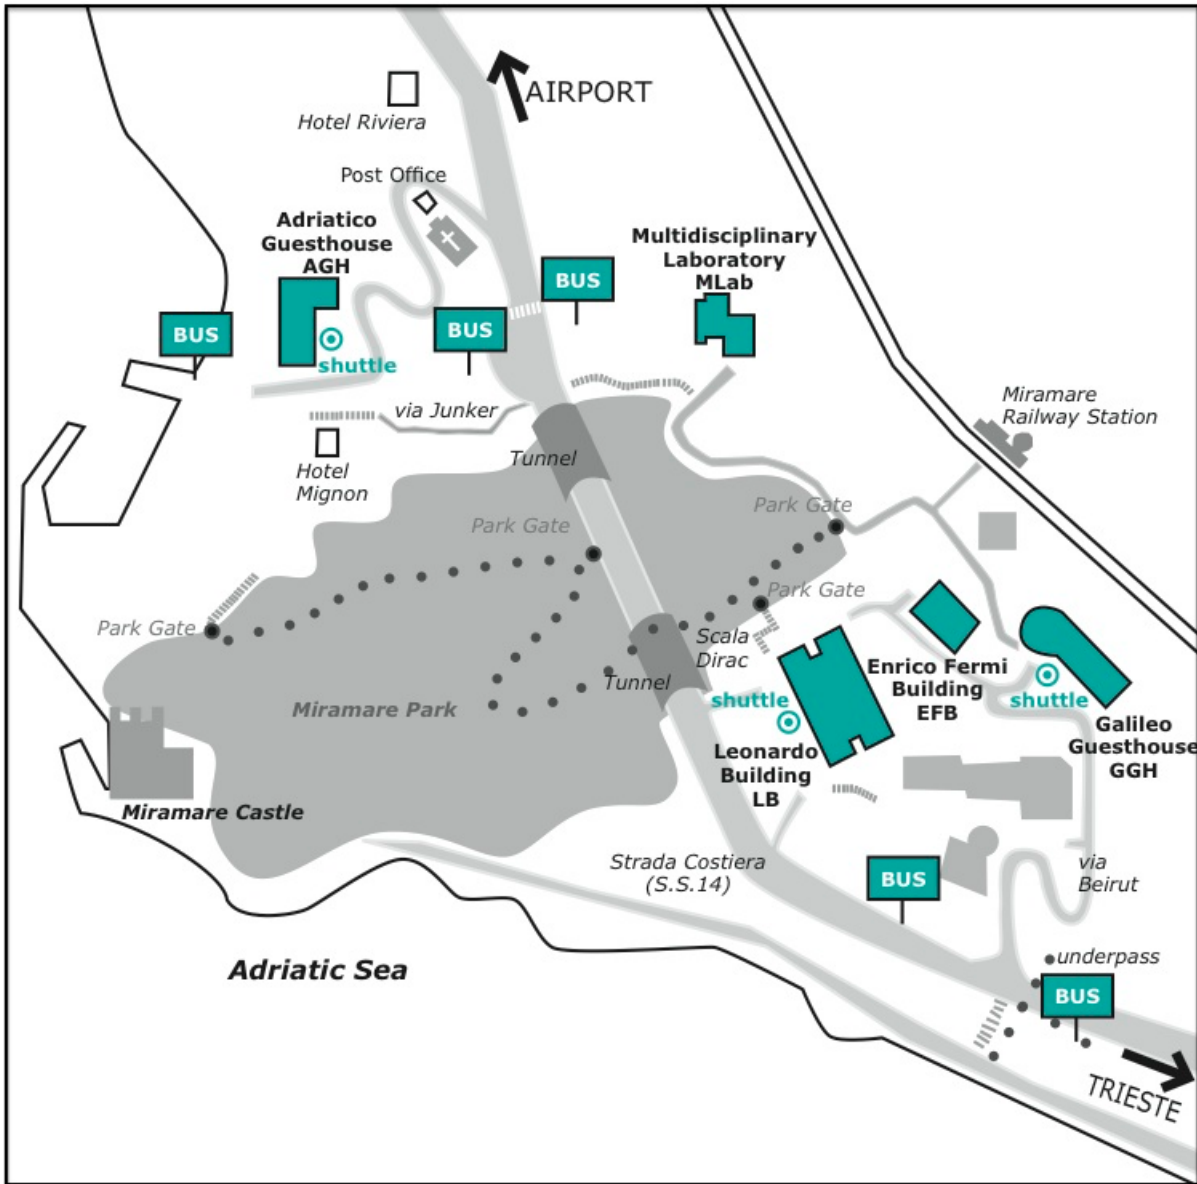 AIRPORT
Hotel Riviera
Post Office
Adriatico
Guesthouse
AGH
Multidisciplinary
Laboratory
MLab
BUS
BUS
BUS
shuttle
via Junker
Miramare
Railway Station
Hotel
Mignon
Tunnel
Park Gate
Park Gate
Park Gate
Park Gate
Scala
Dirac
Tunnel
Miramare Park
shuttle
Enrico Fermi
Building
EFB
shuttle
Galileo
Guesthouse
GGH
Leonardo
Building
LB
Miramare Castle
Strada Costiera
(S.S.14)
BUS
via
Beirut
Adriatic Sea
underpass
BUS
TRIESTE